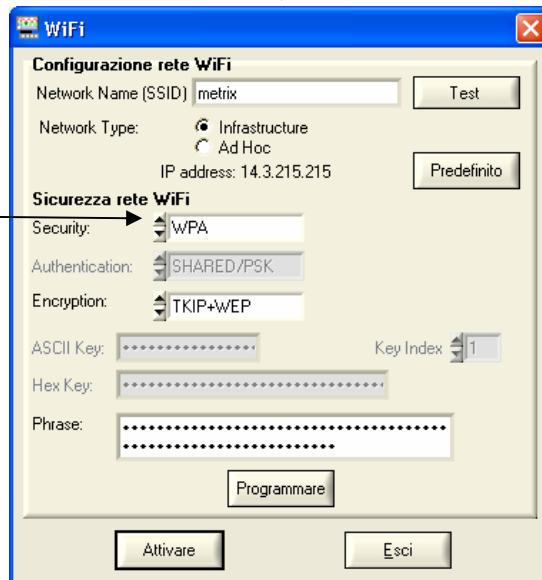 WiFi
Configurazione rete WiFi
Network Name (SSID) metrix Test
Network Type: Infrastructure
Ad Hoc
IP address: 14.3.215.215 Predefinito
Sicurezza rete WiFi
Security: WPA
Authentication: SHARED/PSK
Encryption: TKIP+WEP
ASCII Key: Key Index 1
Hex Key:
Phrase:
Programmare
Attivare Esci